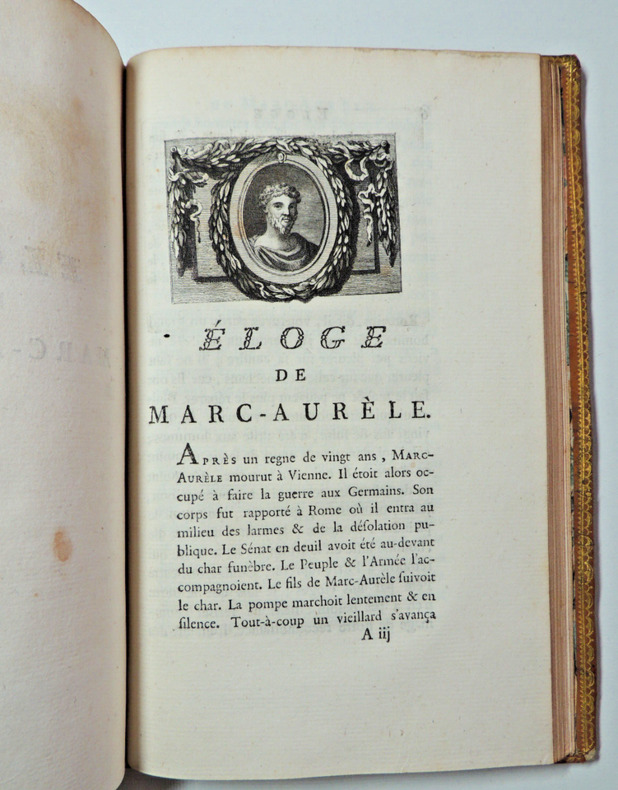 ÉLOGE
DE
MARC-AURÈLE.
APRÈS un regne de vingt ans, MARC-
AURÈLE mourut à Vienne. Il étoit alors oc-
cupé à faire la guerre aux Germains. Son
corps fut rapporté à Rome où il entra au
milieu des larmes & de la déſolation pu-
blique. Le Sénat en deuil avoit été au-devant
du char funèbre. Le Peuple & l'Armée l'ac-
compagnoient. Le fils de Marc-Aurèle ſuivoit
le char. La pompe marchoit lentement & en
ſilence. Tout-à-coup un vieillard s'avança
A iij